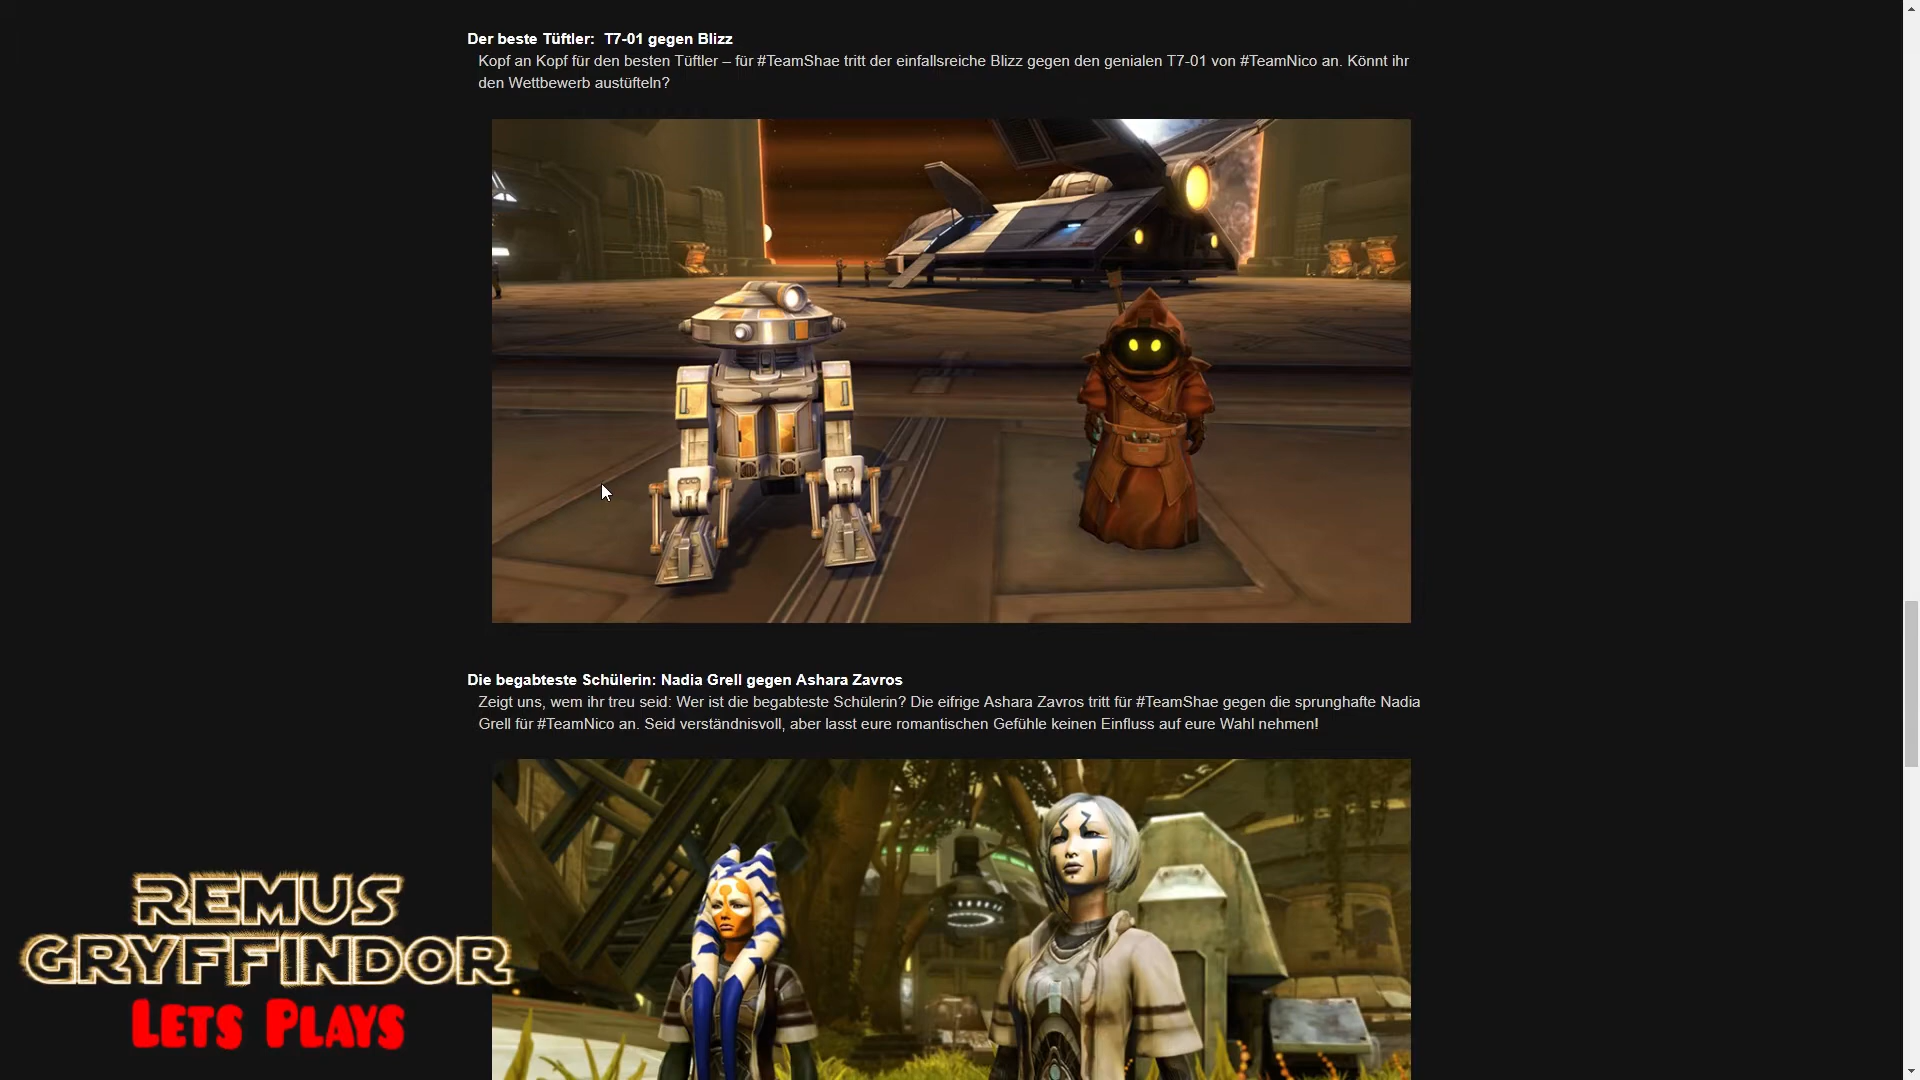 Der beste Tüftler:  T7-01 gegen Blizz
Kopf an Kopf für den besten Tüftler – für #TeamShae tritt der einfallsreiche Blizz gegen den genialen T7-01 von #TeamNico an. Könnt ihr
den Wettbewerb austüfteln?
Die begabteste Schülerin: Nadia Grell gegen Ashara Zavros
Zeigt uns, wem ihr treu seid: Wer ist die begabteste Schülerin? Die eifrige Ashara Zavros tritt für #TeamShae gegen die sprunghafte Nadia
Grell für #TeamNico an. Seid verständnisvoll, aber lasst eure romantischen Gefühle keinen Einfluss auf eure Wahl nehmen!
REMUS
GRYFFINDOR
LETS PLAYS